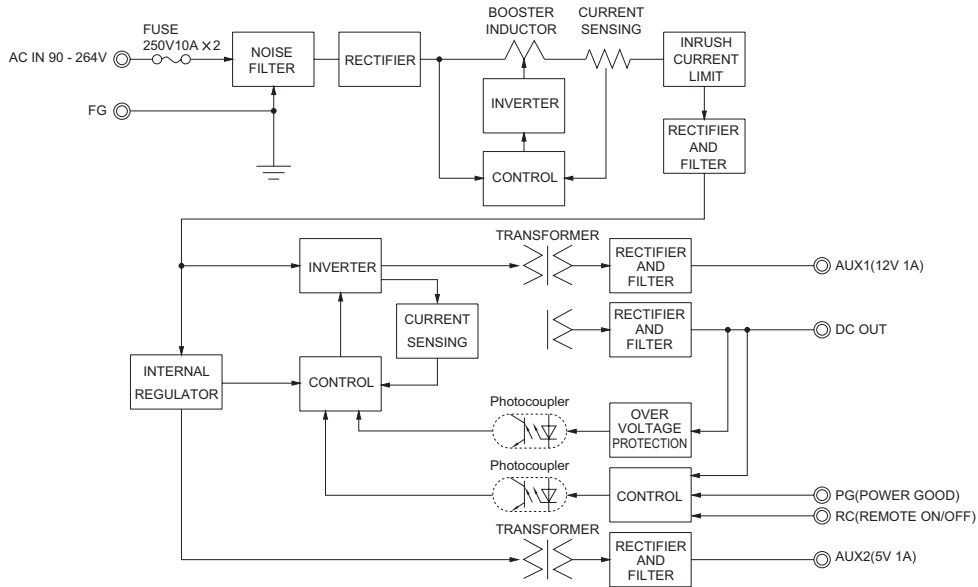 AC IN 90 - 264V
FUSE
250V10A ×2
NOISE
FILTER
RECTIFIER
BOOSTER
INDUCTOR
CURRENT
SENSING
INRUSH
CURRENT
LIMIT
FG
INVERTER
CONTROL
RECTIFIER
AND
FILTER
INVERTER
TRANSFORMER
RECTIFIER
AND
FILTER
AUX1(12V 1A)
CURRENT
SENSING
RECTIFIER
AND
FILTER
DC OUT
INTERNAL
REGULATOR
CONTROL
Photocoupler
OVER
VOLTAGE
PROTECTION
Photocoupler
CONTROL
PG(POWER GOOD)
RC(REMOTE ON/OFF)
TRANSFORMER
RECTIFIER
AND
FILTER
AUX2(5V 1A)